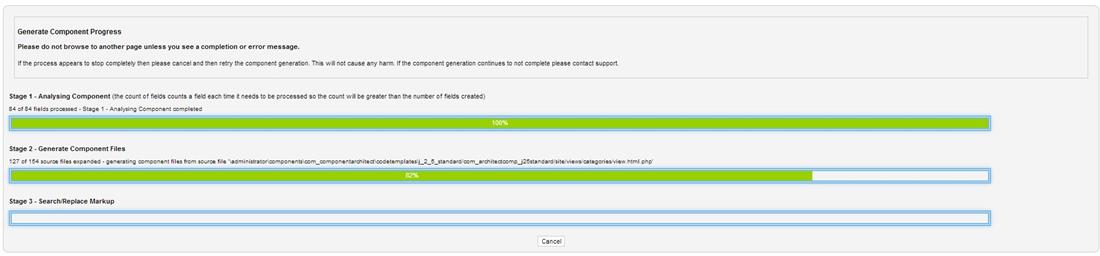 Generate Component Progress
Please do not browse to another page unless you see a completion or error message.
If the process appears to stop completely then please cancel and then retry the component generation. This will not cause any harm. If the component generation continues to not complete please contact support.
Stage 1 - Analysing Component (the count of fields counts a field each time it needs to be processed so the count will be greater than the number of fields created)
84 of 84 fields processed - Stage 1 - Analysing Component completed
100%
Stage 2 - Generate Component Files
127 of 154 source files expanded - generating component files from source file '\administrator\components\com_componentarchitect\codetemplates\j_2_5_standard/com_architectcomp_j25standard/site/views/categories/view.html.php'
82%
Stage 3 - Search/Replace Markup
Cancel